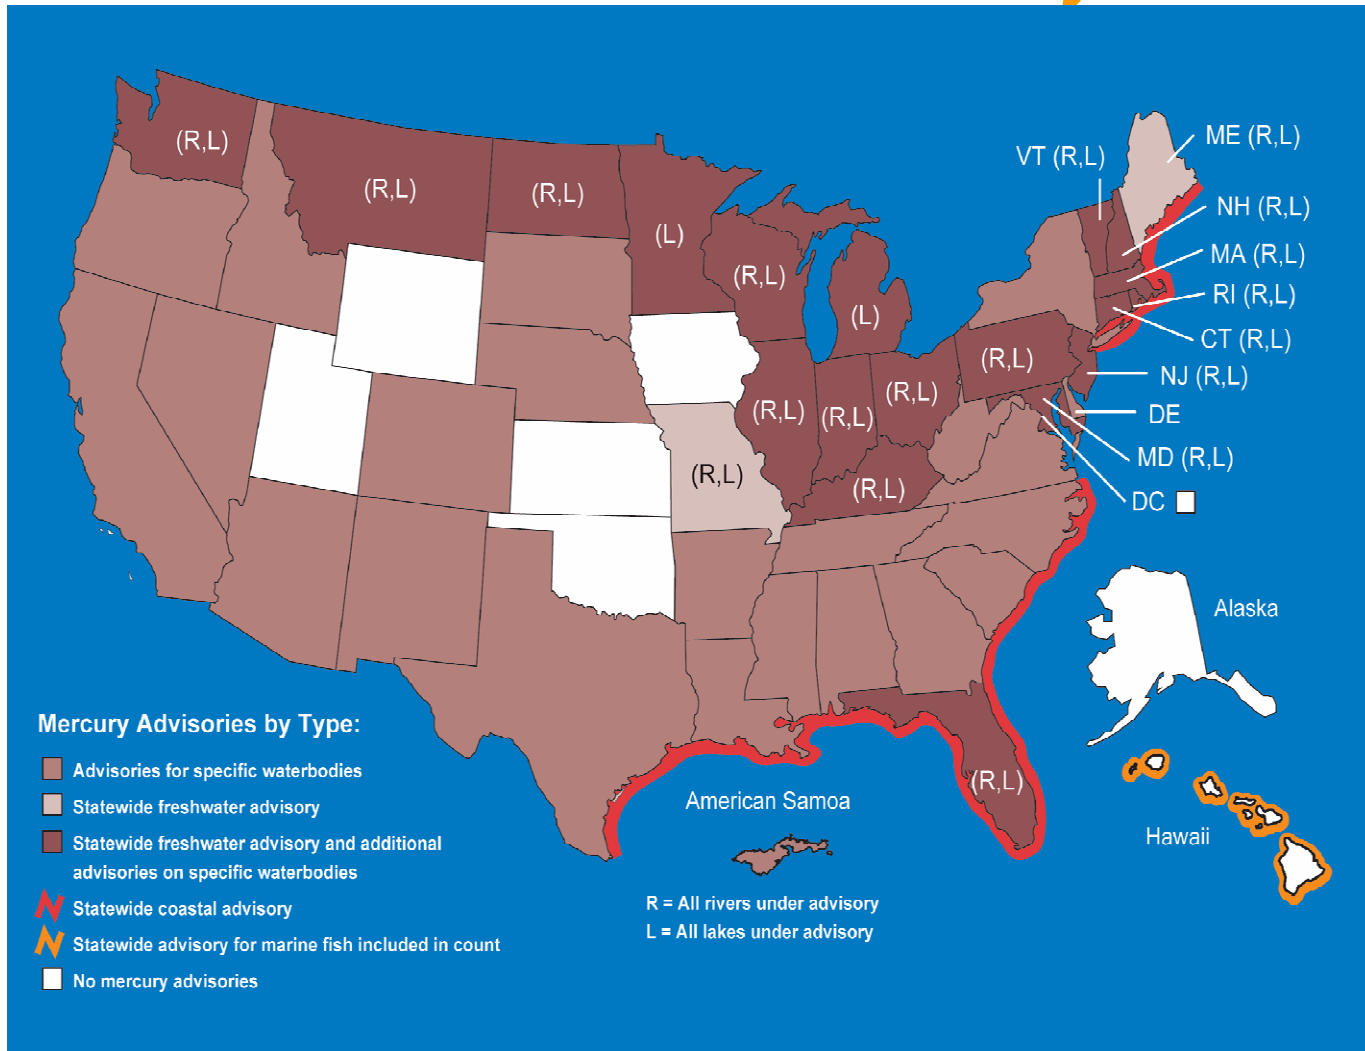 (R,L)
(R,L)
(R,L)
(L)
(R,L)
(L)
(R,L)
(R,L)
(R,L)
(R,L)
(R,L)
(R,L)
(R,L)
(R,L)
VT (R,L)
ME (R,L)
NH (R,L)
MA (R,L)
RI (R,L)
CT (R,L)
NJ (R,L)
DE
MD (R,L)
DC
Alaska
Hawaii
American Samoa
Mercury Advisories by Type:
Advisories for specific waterbodies
Statewide freshwater advisory
Statewide freshwater advisory and additional
advisories on specific waterbodies
Statewide coastal advisory
Statewide advisory for marine fish included in count
No mercury advisories
R = All rivers under advisory
L = All lakes under advisory